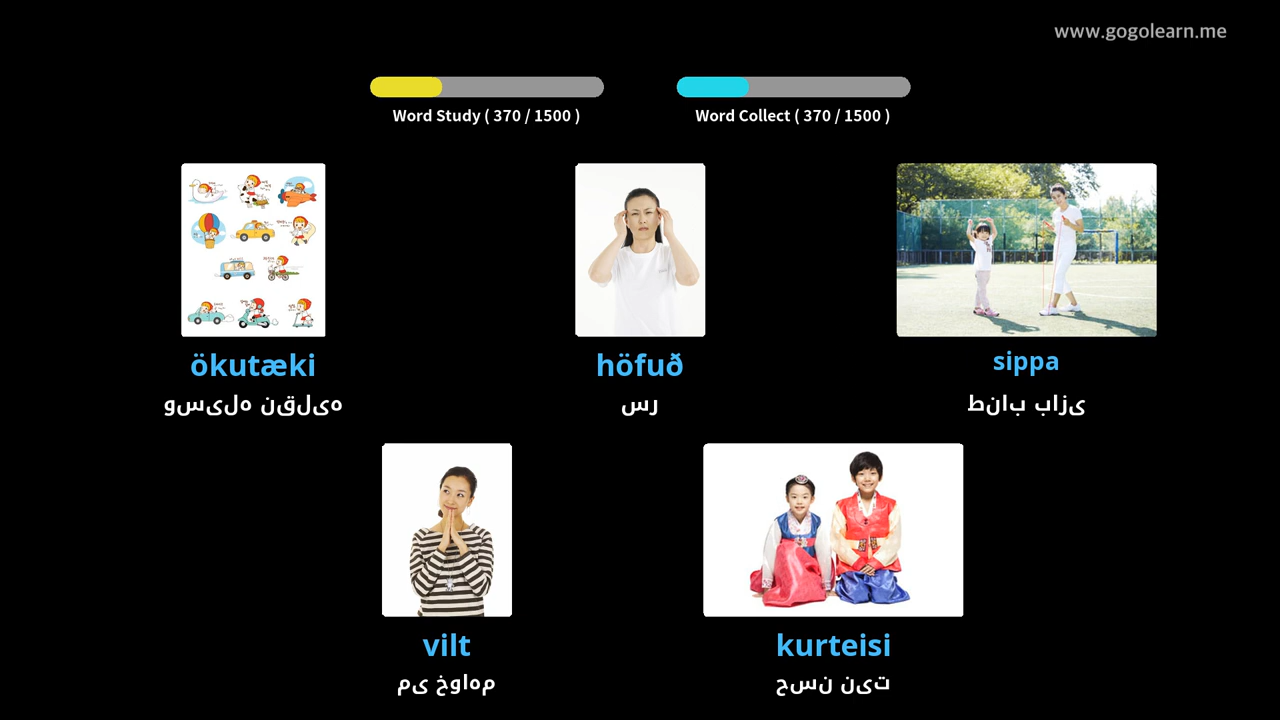 www.gogolearn.me
Word Study ( 370 / 1500 )
Word Collect ( 370 / 1500 )
ökutæki
وسیله نقلیه
höfuð
سر
sippa
طناب بازی
vilt
می خواهم
kurteisi
حسن نیت